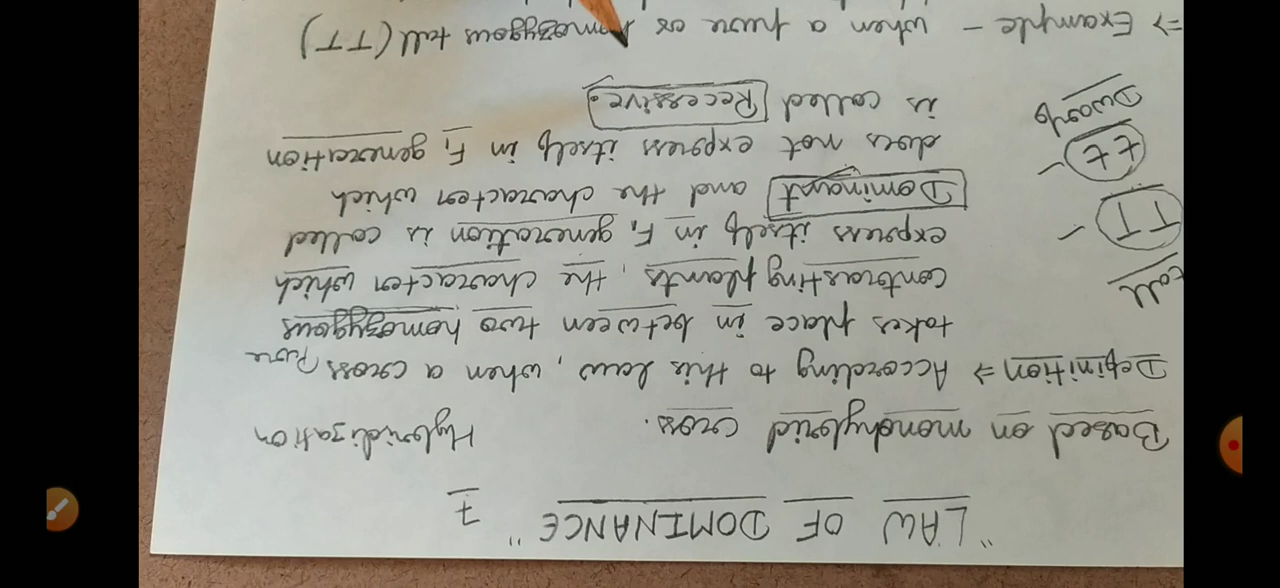 "LAW OF DOMINANCE" 7
Based on monohybrid cross. Hybridization
Definition ⇒ According to this law, when a cross
Pure
takes place in between two homozygous
contrasting plants, the character which
express itself in F₁ generation is called
Dominant and the character which
does not express itself in F₁ generation
is called Recessive.
Tall
TT -
tt -
Dwarf
⇒ Example - when a pure or homozygous tall (TT)